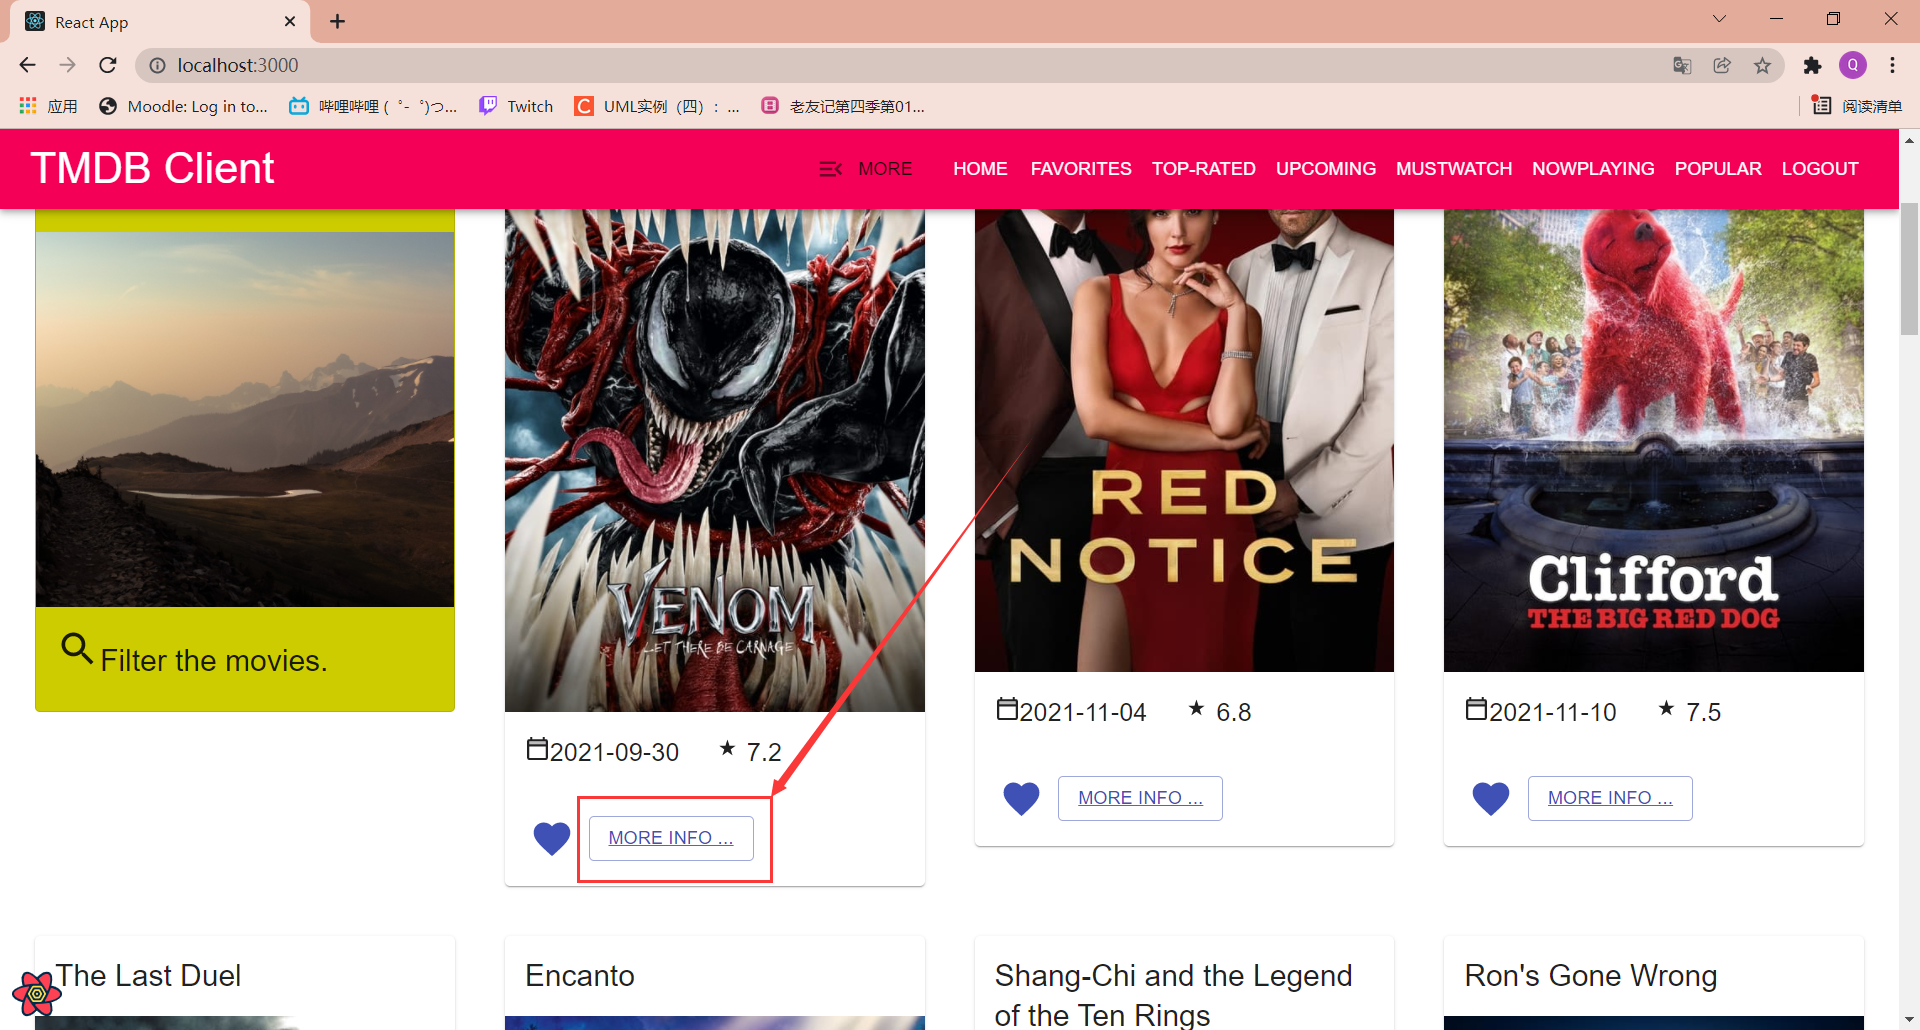 React App
localhost:3000
Q
应用
Moodle: Log in to...
哔哩哔哩 ( ゜- ゜)つ...
Twitch
UML实例（四）：...
老友记第四季第01...
阅读清单
TMDB Client
MORE
HOME
FAVORITES
TOP-RATED
UPCOMING
MUSTWATCH
NOWPLAYING
POPULAR
LOGOUT
Filter the movies.
VENOM
LET THERE BE CARNAGE
2021-09-30
7.2
MORE INFO ...
RED
NOTICE
2021-11-04
6.8
MORE INFO ...
Clifford
THE BIG RED DOG
2021-11-10
7.5
MORE INFO ...
The Last Duel
Encanto
Shang-Chi and the Legend
of the Ten Rings
Ron's Gone Wrong